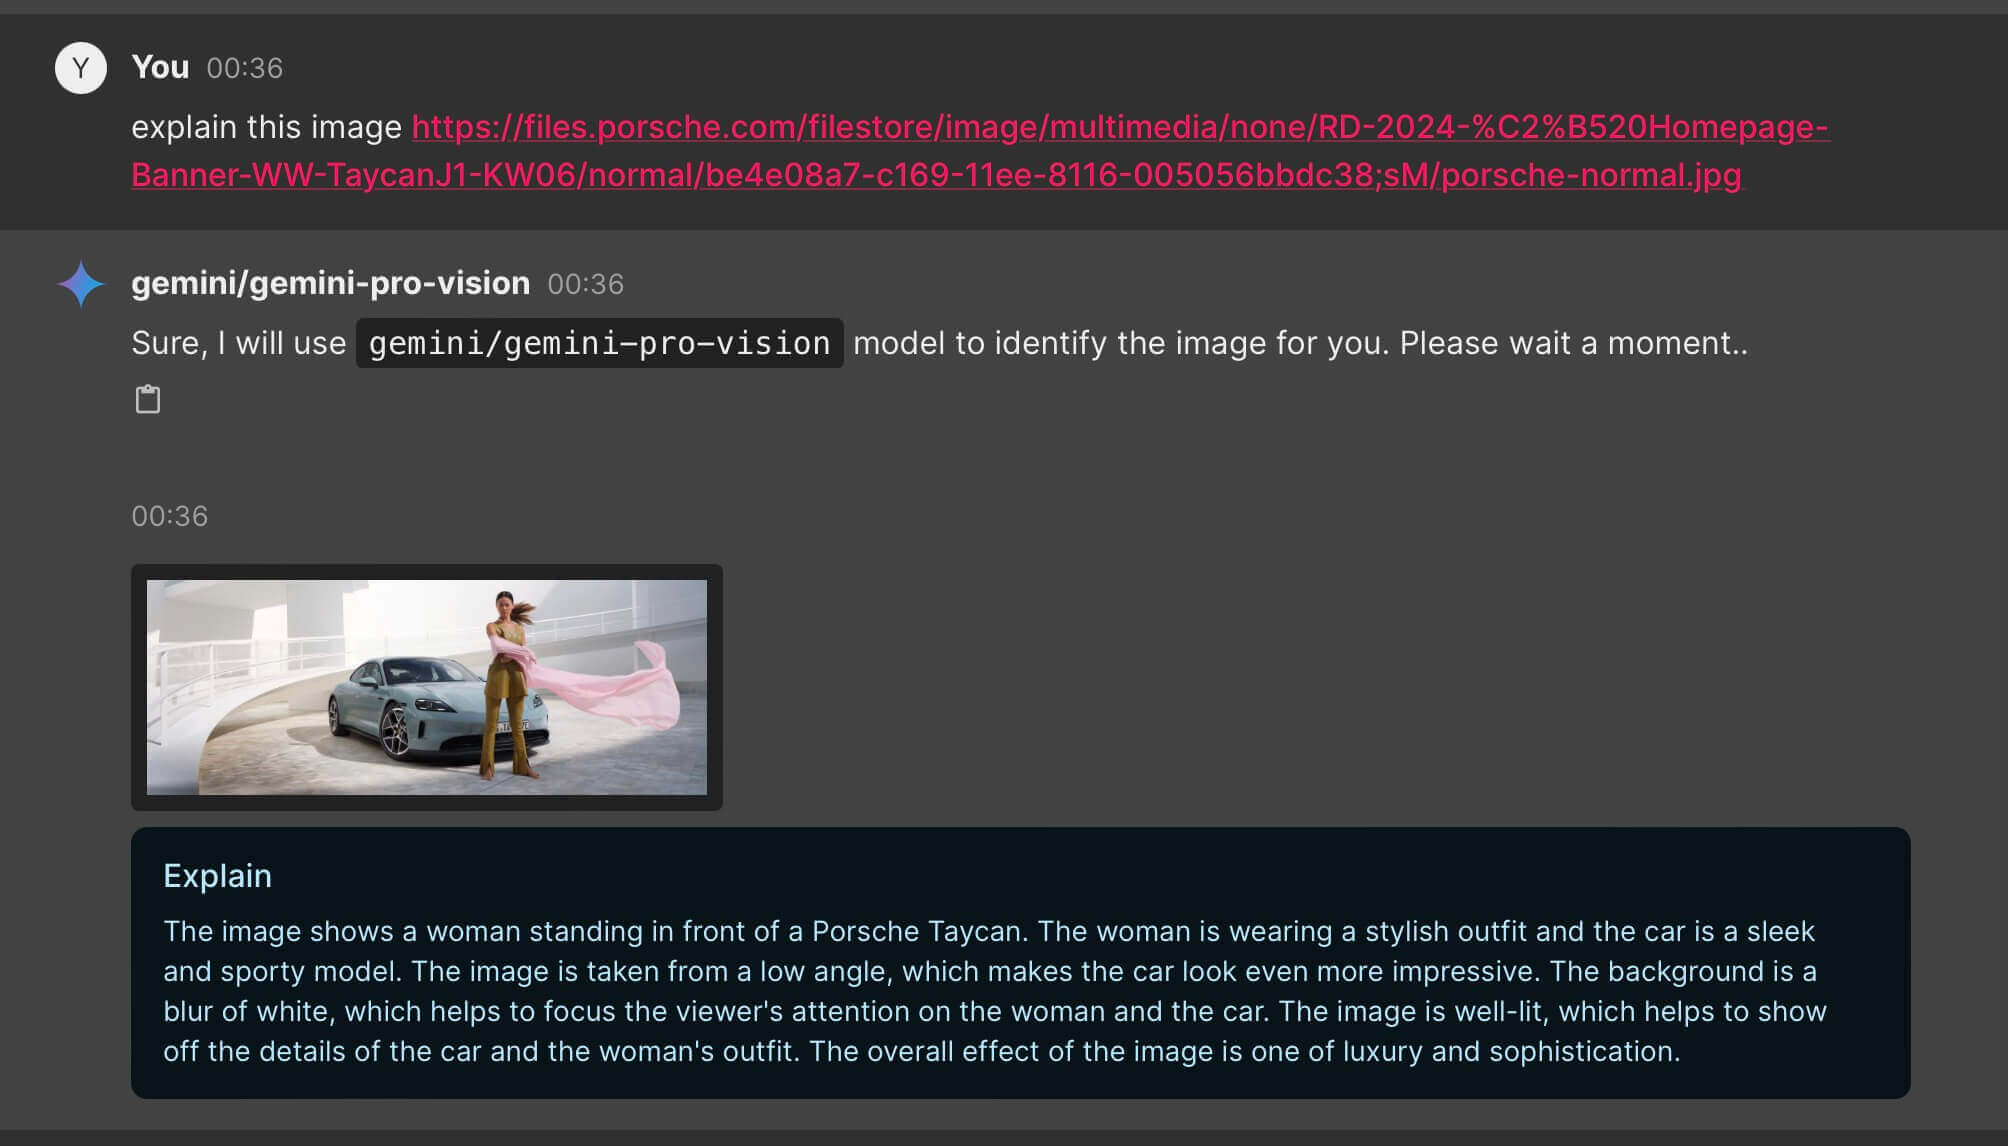 Y
You 00:36
explain this image https://files.porsche.com/filestore/image/multimedia/none/RD-2024-%C2%B520Homepage-
Banner-WW-TaycanJ1-KW06/normal/be4e08a7-c169-11ee-8116-005056bbdc38;sM/porsche-normal.jpg
gemini/gemini-pro-vision 00:36
Sure, I will use gemini/gemini-pro-vision model to identify the image for you. Please wait a moment..
00:36
Explain
The image shows a woman standing in front of a Porsche Taycan. The woman is wearing a stylish outfit and the car is a sleek
and sporty model. The image is taken from a low angle, which makes the car look even more impressive. The background is a
blur of white, which helps to focus the viewer's attention on the woman and the car. The image is well-lit, which helps to show
off the details of the car and the woman's outfit. The overall effect of the image is one of luxury and sophistication.